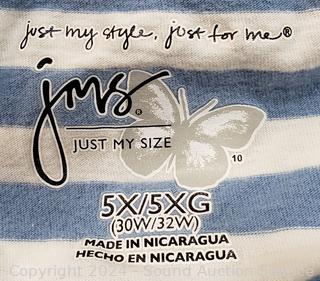 just my style, just for me®
jms®
JUST MY SIZE
10
5X/5XG
(30W/32W)
MADE IN NICARAGUA
HECHO EN NICARAGUA
Copyright 2024 - Sound Auction Service